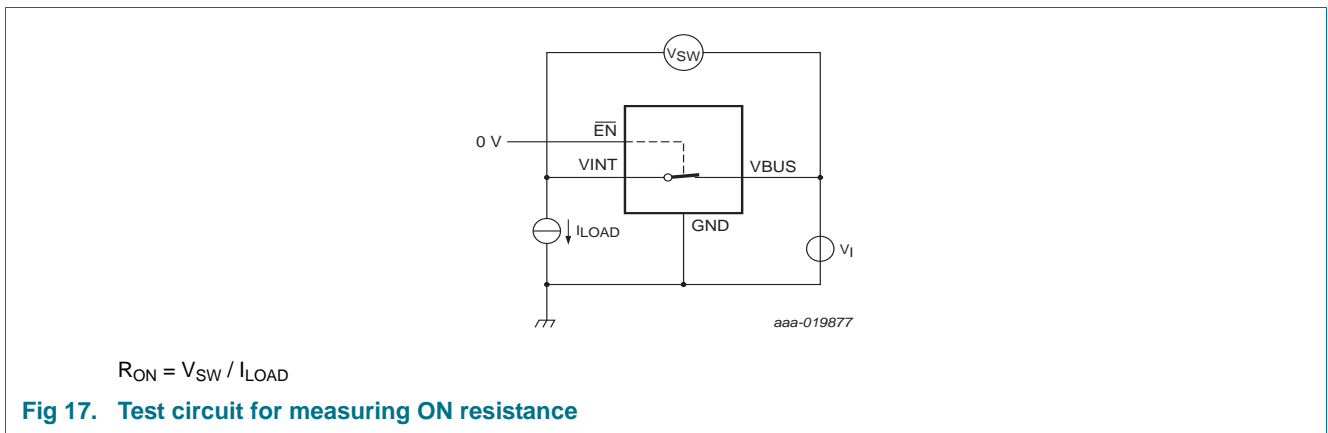 VSW
EN
0 V
VINT
VBUS
GND
ILOAD
VI
aaa-019877
RON = VSW / ILOAD
Fig 17. Test circuit for measuring ON resistance